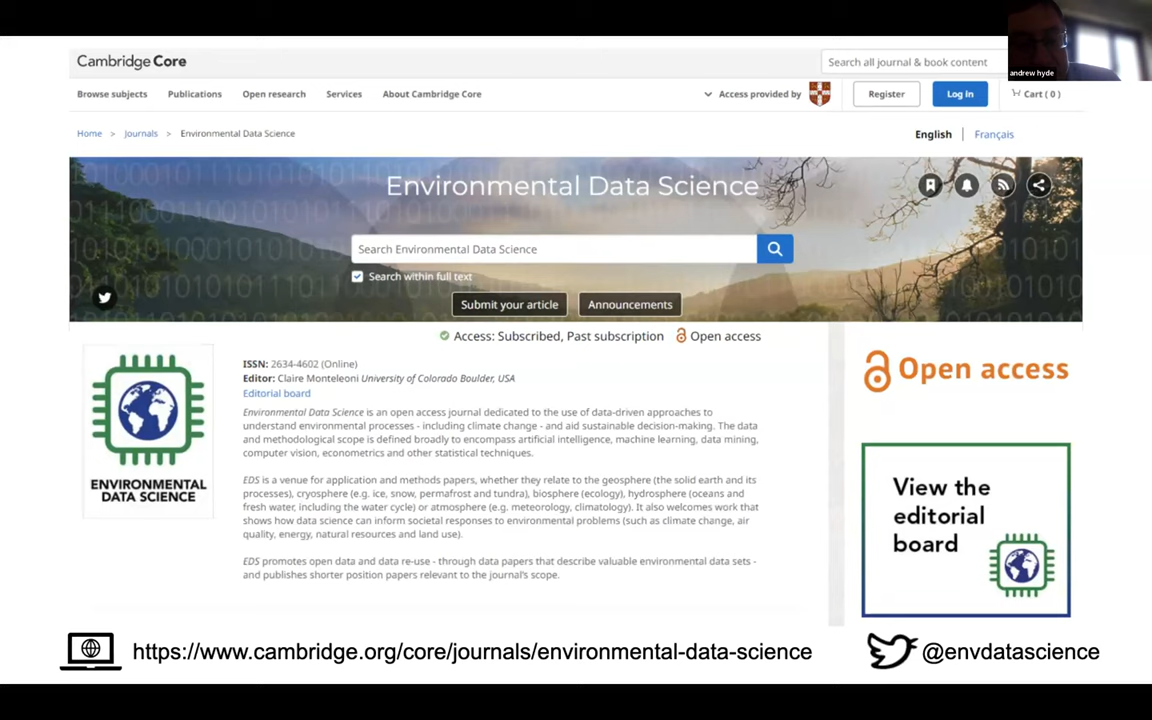 Cambridge Core
Search all journal & book content
andrew hyde
Browse subjects Publications Open research Services About Cambridge Core Access provided by Register Log in Cart ( 0 )
Home > Journals > Environmental Data Science
English | Français
Environmental Data Science
Search Environmental Data Science
Search within full text
Submit your article Announcements
Access: Subscribed, Past subscription Open access
ISSN: 2634-4602 (Online)
Editor: Claire Monteleoni University of Colorado Boulder, USA
Editorial board
Environmental Data Science is an open access journal dedicated to the use of data-driven approaches to
understand environmental processes - including climate change - and aid sustainable decision-making. The data
and methodological scope is defined broadly to encompass artificial intelligence, machine learning, data mining,
computer vision, econometrics and other statistical techniques.
EDS is a venue for application and methods papers, whether they relate to the geosphere (the solid earth and its
processes), cryosphere (e.g. ice, snow, permafrost and tundra), biosphere (ecology), hydrosphere (oceans and
fresh water, including the water cycle) or atmosphere (e.g. meteorology, climatology). It also welcomes work that
shows how data science can inform societal responses to environmental problems (such as climate change, air
quality, energy, natural resources and land use).
EDS promotes open data and data re-use - through data papers that describe valuable environmental data sets -
and publishes shorter position papers relevant to the journal's scope.
ENVIRONMENTAL
DATA SCIENCE
Open access
View the
editorial
board
https://www.cambridge.org/core/journals/environmental-data-science
@envdatascience